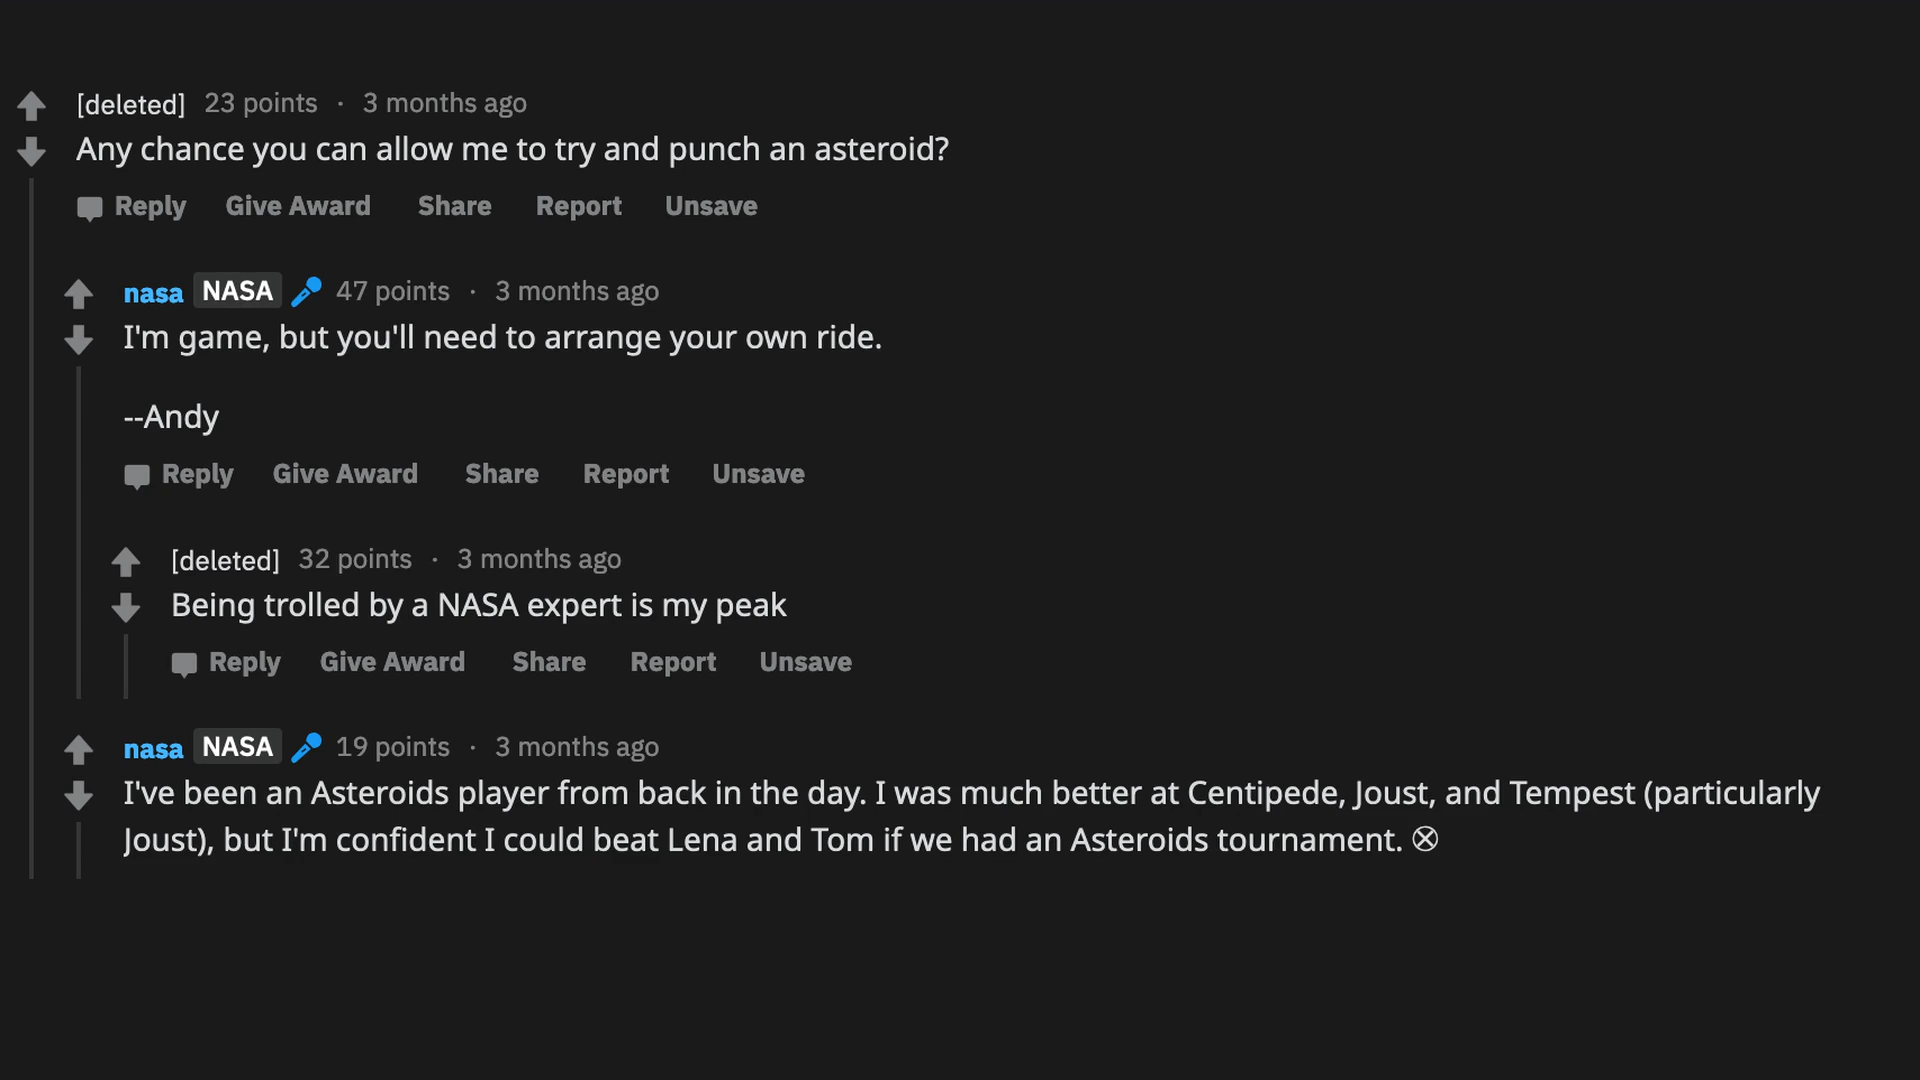 [deleted] 23 points · 3 months ago
Any chance you can allow me to try and punch an asteroid?
Reply Give Award Share Report Unsave
nasa NASA 47 points · 3 months ago
I'm game, but you'll need to arrange your own ride.
--Andy
Reply Give Award Share Report Unsave
[deleted] 32 points · 3 months ago
Being trolled by a NASA expert is my peak
Reply Give Award Share Report Unsave
nasa NASA 19 points · 3 months ago
I've been an Asteroids player from back in the day. I was much better at Centipede, Joust, and Tempest (particularly
Joust), but I'm confident I could beat Lena and Tom if we had an Asteroids tournament.